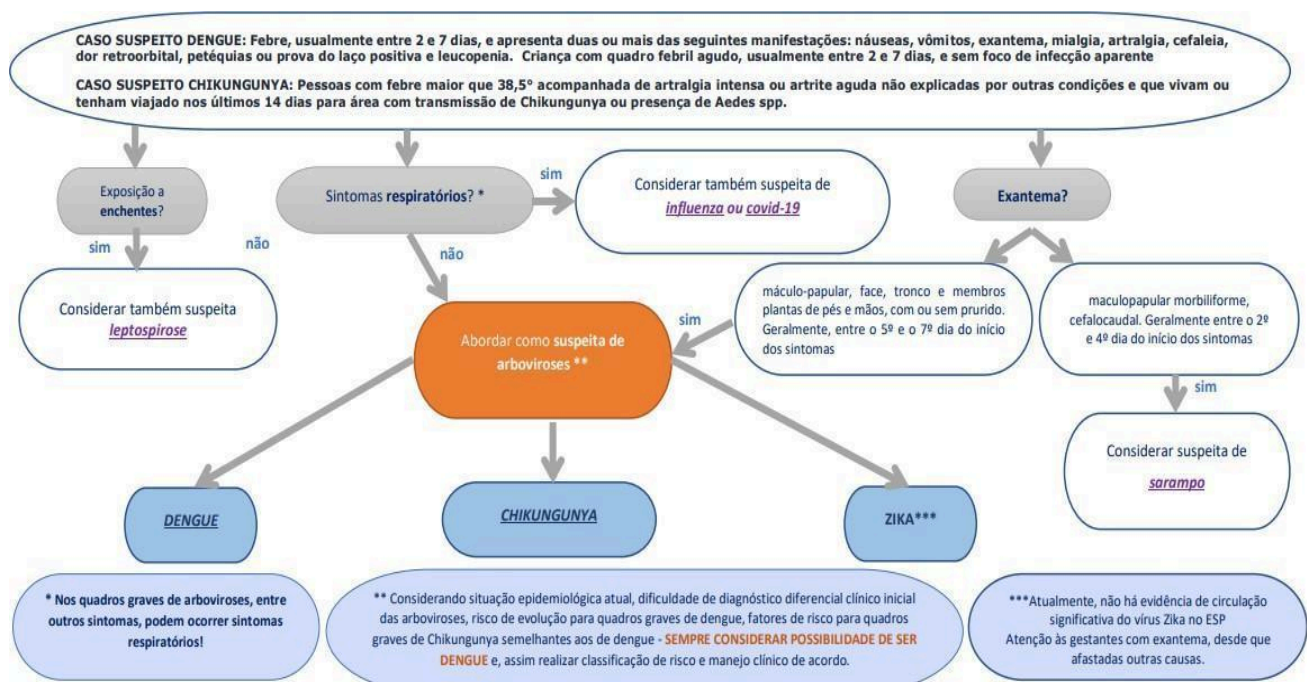 CASO SUSPEITO DENGUE: Febre, usualmente entre 2 e 7 dias, e apresenta duas ou mais das seguintes manifestações: náuseas, vômitos, exantema, mialgia, artralgia, cefaleia,
dor retroorbital, petéquias ou prova do laço positiva e leucopenia. Criança com quadro febril agudo, usualmente entre 2 e 7 dias, e sem foco de infecção aparente
CASO SUSPEITO CHIKUNGUNYA: Pessoas com febre maior que 38,5° acompanhada de artralgia intensa ou artrite aguda não explicadas por outras condições e que vivam ou
tenham viajado nos últimos 14 dias para área com transmissão de Chikungunya ou presença de Aedes spp.
Exposição a
enchentes?
sim
não
Considerar também suspeita
leptospirose
Sintomas respiratórios? *
sim
não
Considerar também suspeita de
influenza ou covid-19
Exantema?
máculo-papular, face, tronco e membros
plantas de pés e mãos, com ou sem prurido.
Geralmente, entre o 5º e o 7º dia do início
dos sintomas
sim
maculopapular morbiliforme,
cefalocaudal. Geralmente entre o 2º
e 4º dia do início dos sintomas
sim
Considerar suspeita de
sarampo
Abordar como suspeita de
arboviroses **
DENGUE
CHIKUNGUNYA
ZIKA***
* Nos quadros graves de arboviroses, entre
outros sintomas, podem ocorrer sintomas
respiratórios!
** Considerando situação epidemiológica atual, dificuldade de diagnóstico diferencial clínico inicial
das arboviroses, risco de evolução para quadros graves de dengue, fatores de risco para quadros
graves de Chikungunya semelhantes aos de dengue - SEMPRE CONSIDERAR POSSIBILIDADE DE SER
DENGUE e, assim realizar classificação de risco e manejo clínico de acordo.
***Atualmente, não há evidência de circulação
significativa do vírus Zika no ESP
Atenção às gestantes com exantema, desde que
afastadas outras causas.